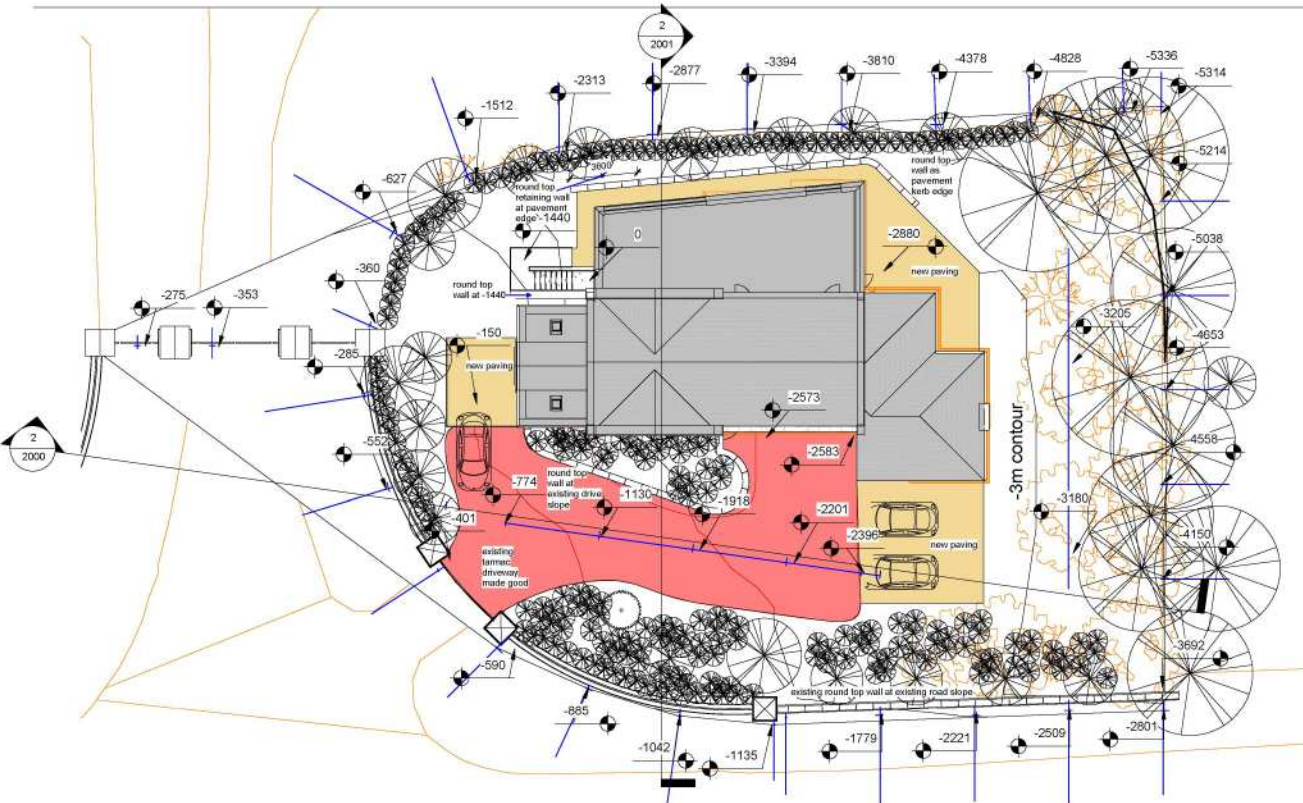 2
2001
-5336
-4828
-4378
-3810
-3394
-2877
-2313
-5314
-1512
-5214
3600
round top
wall as
pavement
kerb edge
-627
round top
retaining wall
at pavement
edge
-1440
0
-2880
-5038
new paving
-360
round top
wall at -1440
-275
-353
-3205
-150
-4653
-285
new paving
-2573
2
2000
-552
-2583
-4558
-3m contour
round top
wall at
existing drive
slope
-774
-1130
-1918
-3180
-401
-2201
-2396
new paving
-4150
existing
tarmac
driveway
made good
-590
-3692
existing round top wall at existing road slope
-885
-1042
-1135
-1779
-2221
-2509
-2801